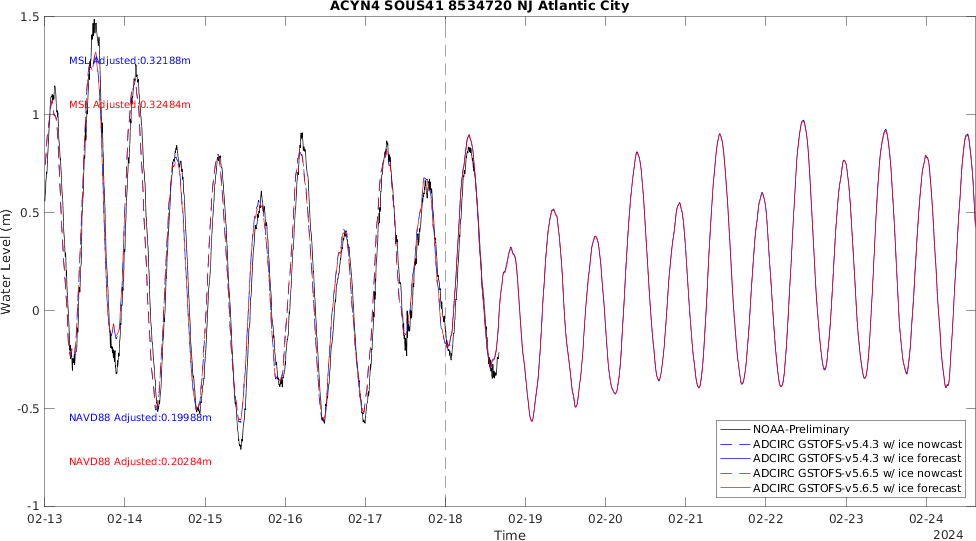 ACYN4 SOUS41 8534720 NJ Atlantic City
1.5
MSL Adjusted:0.32188m
MSL Adjusted:0.32484m
1
0.5
Water Level (m)
0
-0.5
NAVD88 Adjusted:0.19988m
NAVD88 Adjusted:0.20284m
-1
NOAA-Preliminary
ADCIRC GSTOFS-v5.4.3 w/ ice nowcast
ADCIRC GSTOFS-v5.4.3 w/ ice forecast
ADCIRC GSTOFS-v5.6.5 w/ ice nowcast
ADCIRC GSTOFS-v5.6.5 w/ ice forecast
02-13 02-14 02-15 02-16 02-17 02-18 02-19 02-20 02-21 02-22 02-23 02-24
Time
2024